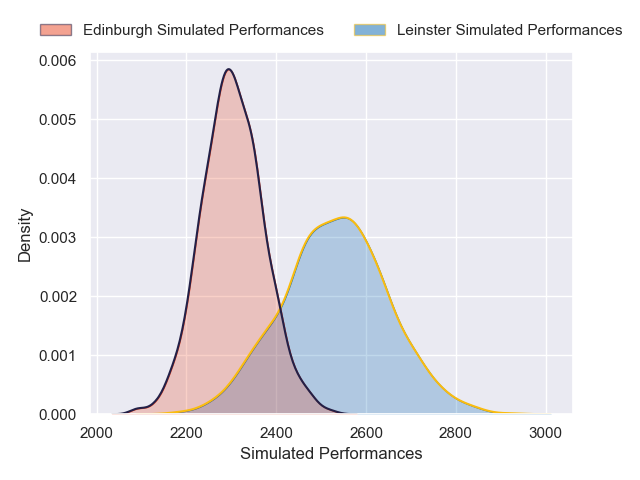 Edinburgh Simulated Performances Leinster Simulated Performances
0.006
0.005
0.004
0.003
0.002
0.001
0.000
Density
2000 2200 2400 2600 2800 3000
Simulated Performances